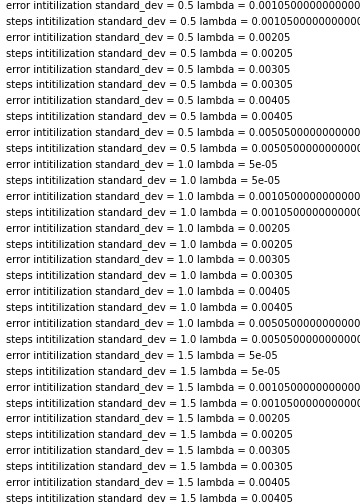 error intitilization standard_dev = 0.5 lambda = 0.0010500000000000
steps intitilization standard_dev = 0.5 lambda = 0.0010500000000000
error intitilization standard_dev = 0.5 lambda = 0.00205
steps intitilization standard_dev = 0.5 lambda = 0.00205
error intitilization standard_dev = 0.5 lambda = 0.00305
steps intitilization standard_dev = 0.5 lambda = 0.00305
error intitilization standard_dev = 0.5 lambda = 0.00405
steps intitilization standard_dev = 0.5 lambda = 0.00405
error intitilization standard_dev = 0.5 lambda = 0.0050500000000000
steps intitilization standard_dev = 0.5 lambda = 0.0050500000000000
error intitilization standard_dev = 1.0 lambda = 5e-05
steps intitilization standard_dev = 1.0 lambda = 5e-05
error intitilization standard_dev = 1.0 lambda = 0.0010500000000000
steps intitilization standard_dev = 1.0 lambda = 0.0010500000000000
error intitilization standard_dev = 1.0 lambda = 0.00205
steps intitilization standard_dev = 1.0 lambda = 0.00205
error intitilization standard_dev = 1.0 lambda = 0.00305
steps intitilization standard_dev = 1.0 lambda = 0.00305
error intitilization standard_dev = 1.0 lambda = 0.00405
steps intitilization standard_dev = 1.0 lambda = 0.00405
error intitilization standard_dev = 1.0 lambda = 0.0050500000000000
steps intitilization standard_dev = 1.0 lambda = 0.0050500000000000
error intitilization standard_dev = 1.5 lambda = 5e-05
steps intitilization standard_dev = 1.5 lambda = 5e-05
error intitilization standard_dev = 1.5 lambda = 0.0010500000000000
steps intitilization standard_dev = 1.5 lambda = 0.0010500000000000
error intitilization standard_dev = 1.5 lambda = 0.00205
steps intitilization standard_dev = 1.5 lambda = 0.00205
error intitilization standard_dev = 1.5 lambda = 0.00305
steps intitilization standard_dev = 1.5 lambda = 0.00305
error intitilization standard_dev = 1.5 lambda = 0.00405
steps intitilization standard_dev = 1.5 lambda = 0.00405